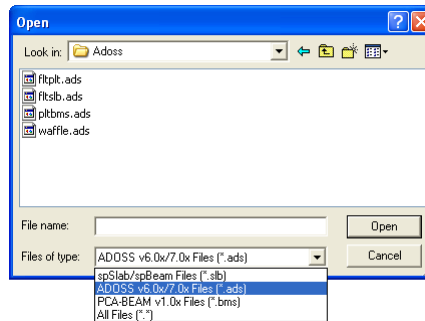 Open
Look in: Adoss
fltplt.ads
fltslb.ads
pltbms.ads
waffle.ads
File name: Open
Files of type: ADOSS v6.0x/7.0x Files (*.ads) Cancel
spSlab/spBeam Files (*.slb)
ADOSS v6.0x/7.0x Files (*.ads)
PCA-BEAM v1.0x Files (*.bms)
All Files (*.*)